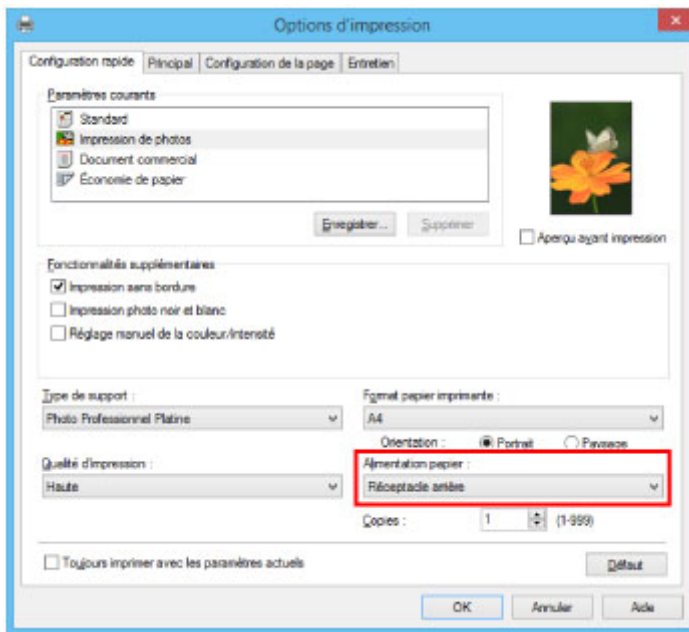 Options d'impression
Configuration rapide Principal Configuration de la page Entretien
Paramètres courants
Standard
Impression de photos
Document commercial
Économie de papier
Enregistrer... Supprimer
Aperçu avant impression
Fonctionnalités supplémentaires
Impression sans bordure
Impression photo noir et blanc
Réglage manuel de la couleur/intensité
Type de support : Format papier imprimante :
Photo Professionnel Platine A4
Orientation : Portrait Paysage
Qualité d'impression : Alimentation papier :
Haute Réceptacle arrière
Copies : 1 (1-999)
Toujours imprimer avec les paramètres actuels Défaut
OK Annuler Aide